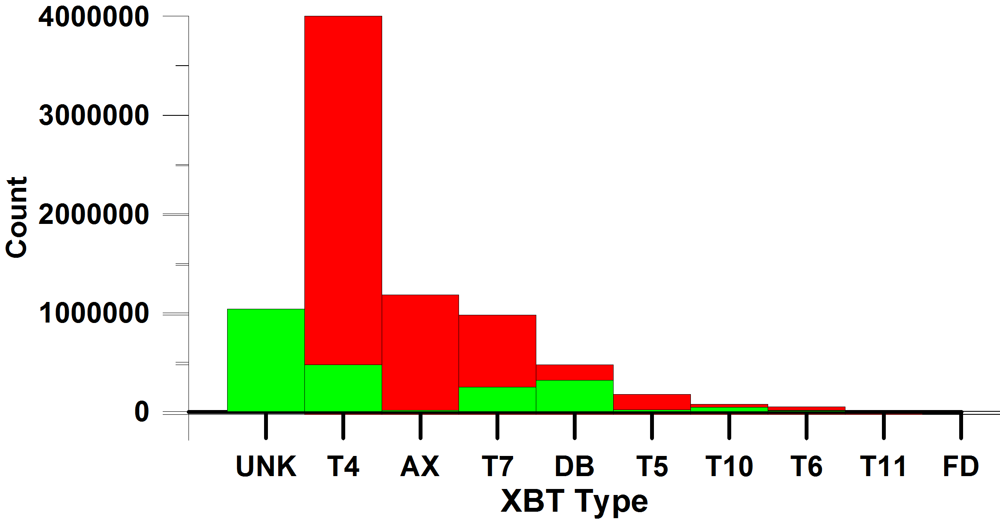 4000000
3000000
2000000
1000000
0
Count
UNK T4 AX T7 DB T5 T10 T6 T11 FD
XBT Type